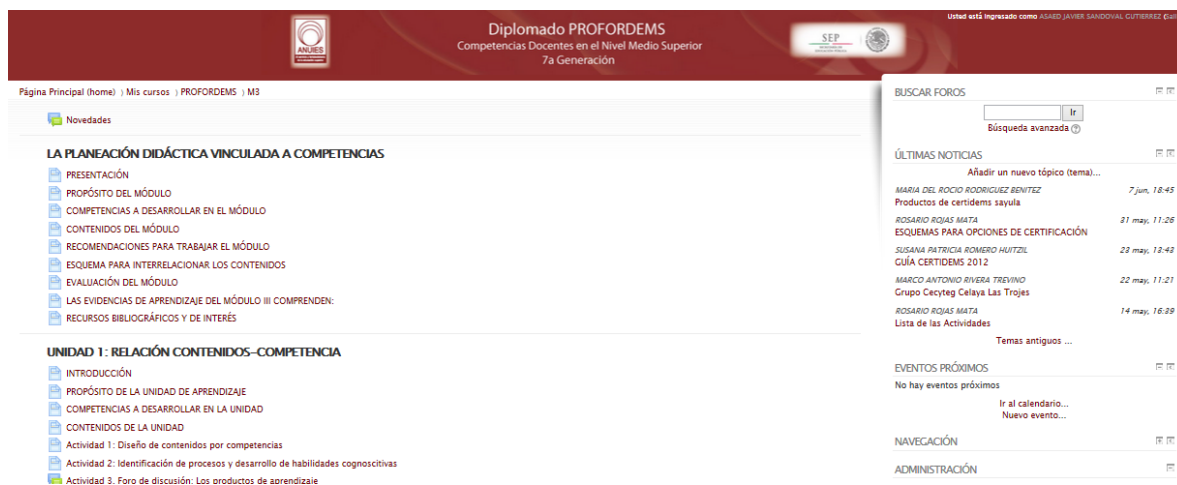 Usted está ingresado como ASAED JAVIER SANDOVAL GUTIERREZ (Sali
ANUIES
Diplomado PROFORDEMS
Competencias Docentes en el Nivel Medio Superior
7a Generación
SEP
Página Principal (home) ) Mis cursos ) PROFORDEMS ) M3
Novedades
LA PLANEACIÓN DIDÁCTICA VINCULADA A COMPETENCIAS
PRESENTACIÓN
PROPÓSITO DEL MÓDULO
COMPETENCIAS A DESARROLLAR EN EL MÓDULO
CONTENIDOS DEL MÓDULO
RECOMENDACIONES PARA TRABAJAR EL MÓDULO
ESQUEMA PARA INTERRELACIONAR LOS CONTENIDOS
EVALUACIÓN DEL MÓDULO
LAS EVIDENCIAS DE APRENDIZAJE DEL MÓDULO III COMPRENDEN:
RECURSOS BIBLIOGRÁFICOS Y DE INTERÉS
UNIDAD 1: RELACIÓN CONTENIDOS-COMPETENCIA
INTRODUCCIÓN
PROPÓSITO DE LA UNIDAD DE APRENDIZAJE
COMPETENCIAS A DESARROLLAR EN LA UNIDAD
CONTENIDOS DE LA UNIDAD
Actividad 1: Diseño de contenidos por competencias
Actividad 2: Identificación de procesos y desarrollo de habilidades cognoscitivas
Actividad 3. Foro de discusión: Los productos de aprendizaje
BUSCAR FOROS
Ir
Búsqueda avanzada
ÚLTIMAS NOTICIAS
Añadir un nuevo tópico (tema)...
MARIA DEL ROCIO RODRIGUEZ BENITEZ 7 jun, 18:45
Productos de certidems sayula
ROSARIO ROJAS MATA 31 may, 11:26
ESQUEMAS PARA OPCIONES DE CERTIFICACIÓN
SUSANA PATRICIA ROMERO HUITZIL 23 may, 13:43
GUÍA CERTIDEMS 2012
MARCO ANTONIO RIVERA TREVINO 22 may, 11:21
Grupo Cecyteg Celaya Las Trojes
ROSARIO ROJAS MATA 14 may, 16:39
Lista de las Actividades
Temas antiguos ...
EVENTOS PRÓXIMOS
No hay eventos próximos
Ir al calendario...
Nuevo evento...
NAVEGACIÓN
ADMINISTRACIÓN